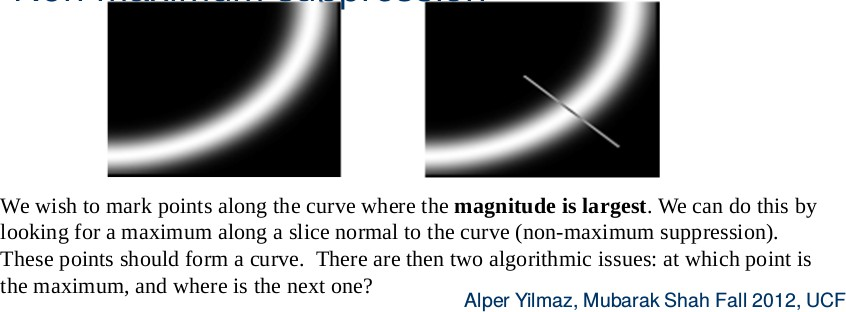 Non-maximum suppression
We wish to mark points along the curve where the magnitude is largest. We can do this by
looking for a maximum along a slice normal to the curve (non-maximum suppression).
These points should form a curve.  There are then two algorithmic issues: at which point is
the maximum, and where is the next one?
Alper Yilmaz, Mubarak Shah Fall 2012, UCF